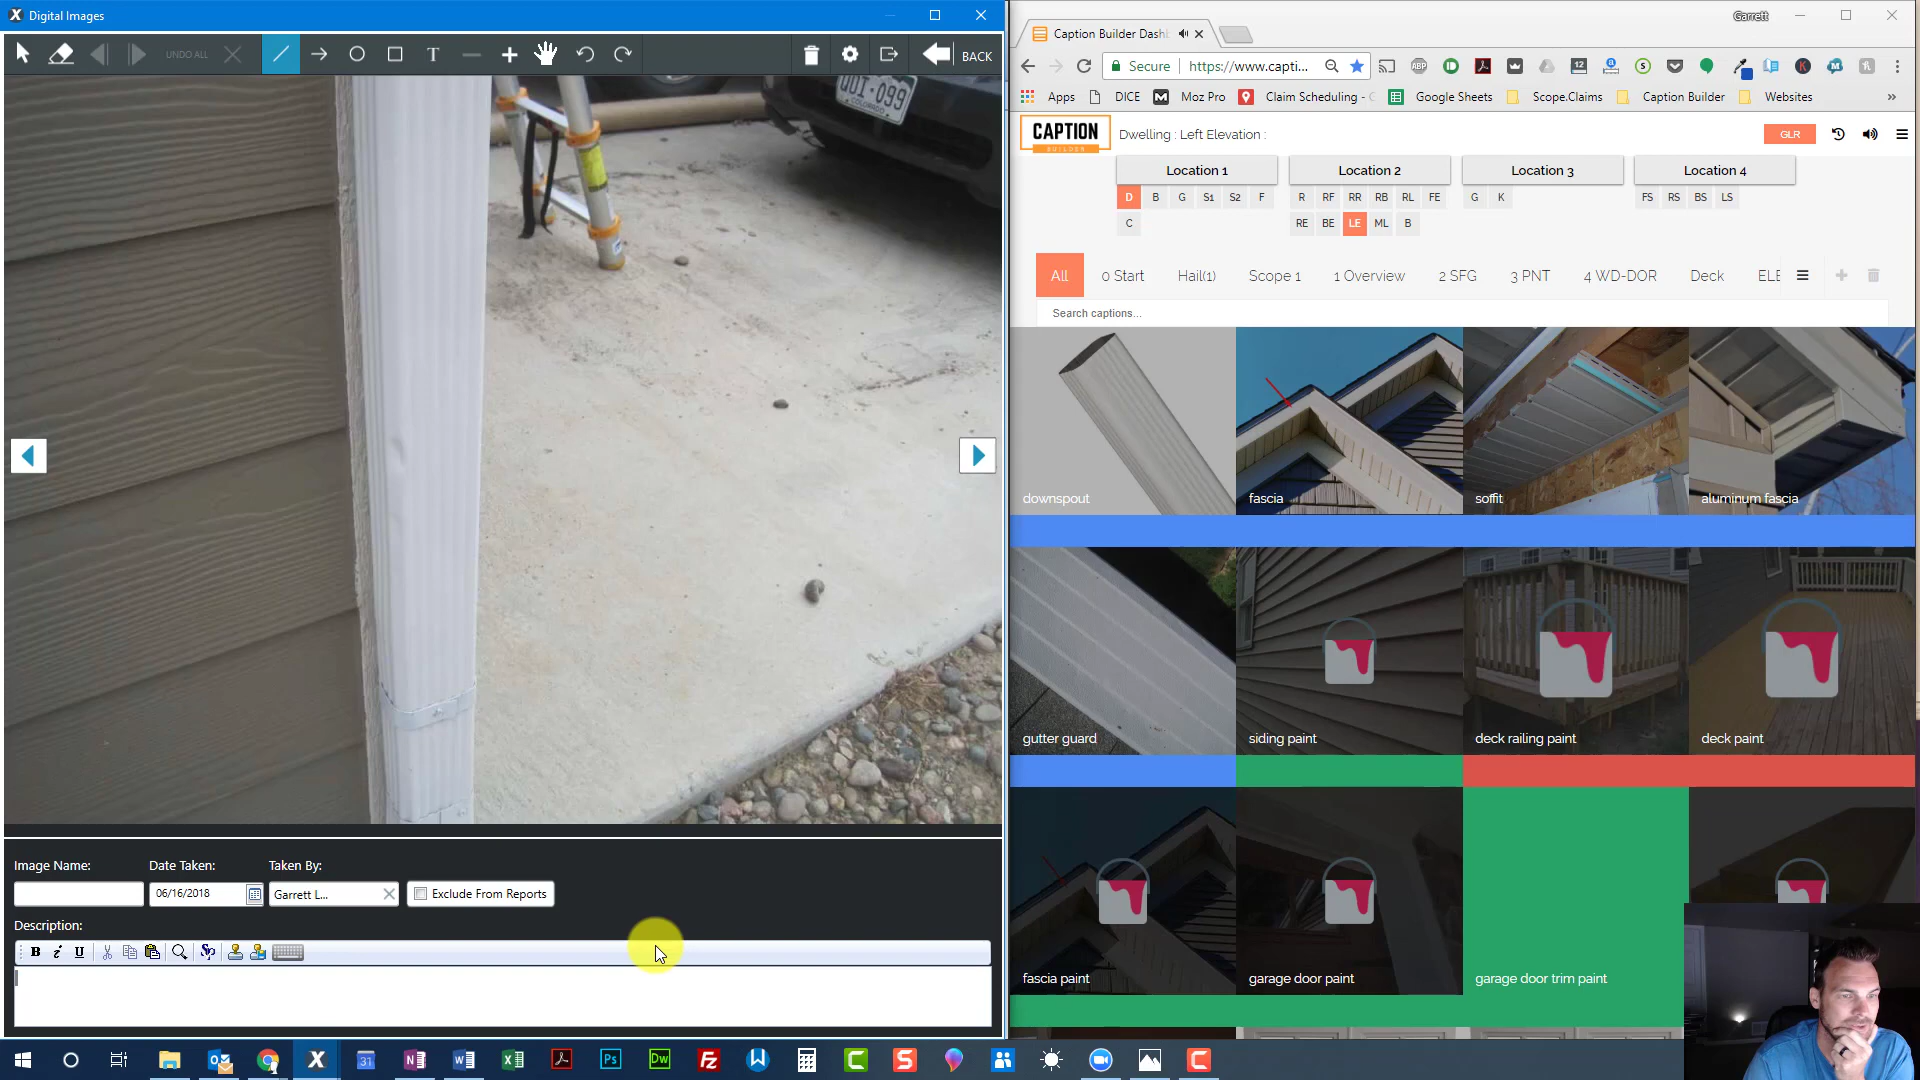 X Digital Images
UNDO ALL
T
BACK
QUI·099
COLORADO
Image Name:
Date Taken:
Taken By:
06/16/2018
Garrett L...
Exclude From Reports
Description:
B i U
Garrett
Caption Builder Dash
Secure
https://www.capti...
Apps
DICE
Moz Pro
Claim Scheduling -
Google Sheets
Scope.Claims
Caption Builder
Websites
»
CAPTION
BUILDER
Dwelling : Left Elevation :
GLR
Location 1
Location 2
Location 3
Location 4
D B G S1 S2 F
R RF RR RB RL FE
G K
FS RS BS LS
C
RE BE LE ML B
All
0 Start
Hail(1)
Scope 1
1 Overview
2 SFG
3 PNT
4 WD-DOR
Deck
ELE
Search captions...
downspout
fascia
soffit
aluminum fascia
gutter guard
siding paint
deck railing paint
deck paint
fascia paint
garage door paint
garage door trim paint